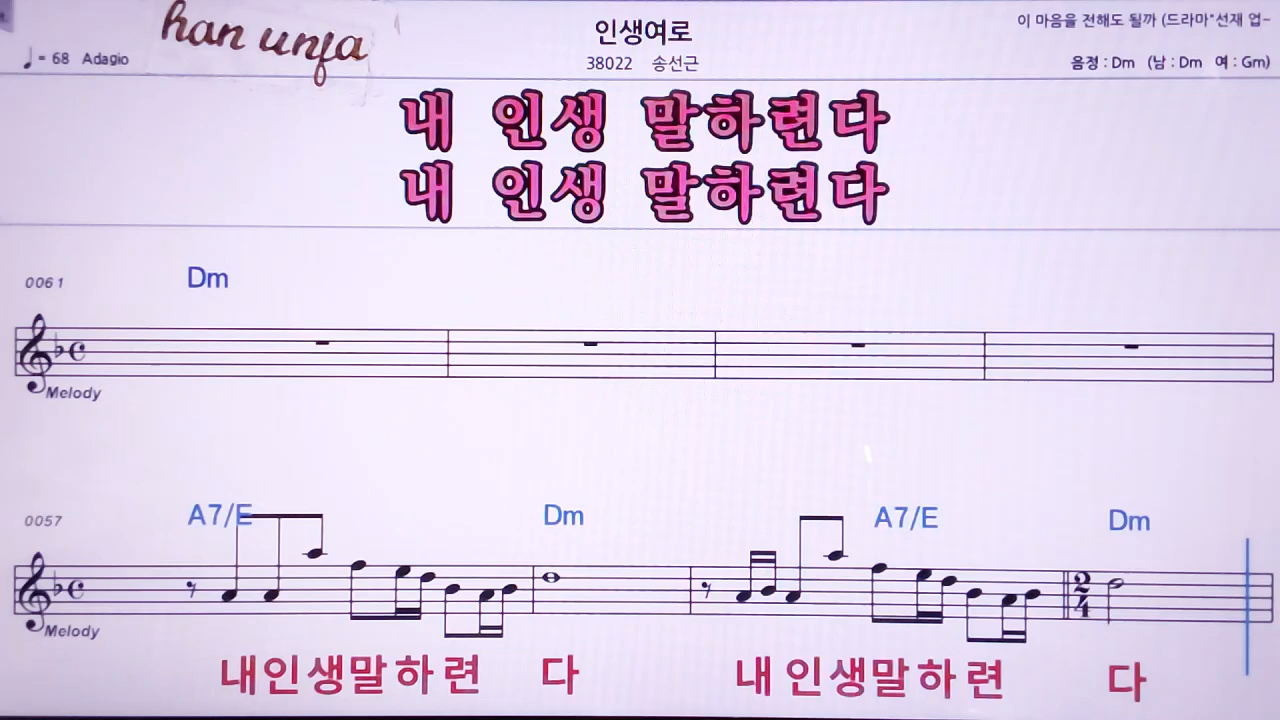 han unja
인생여로
이 마음을 전해도 될까 (드라마"선재 업~
♩ = 68 Adagio
38022 송선근
음정 : Dm (남 : Dm 여 : Gm)
내 인생 말하련다
내 인생 말하련다
0061 Dm
Melody
0057 A7/E Dm A7/E Dm
2
4
Melody
내인생말하련 다 내 인생말하련 다